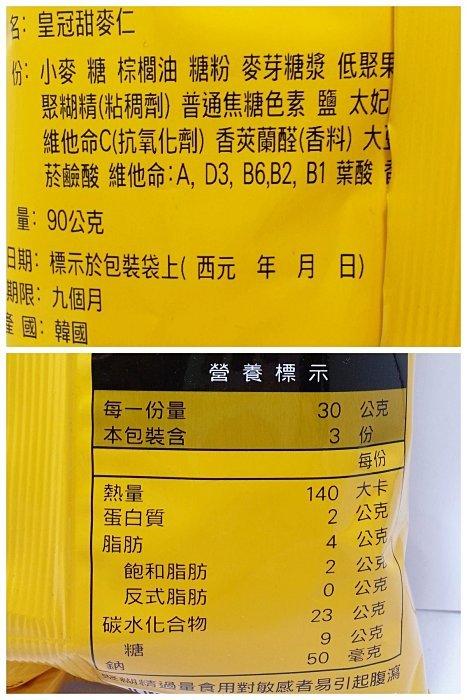 名: 皇冠甜麥仁
份: 小麥 糖 棕櫚油 糖粉 麥芽糖漿 低聚果
聚糊精(粘稠劑) 普通焦糖色素 鹽 太妃
維他命C(抗氧化劑) 香莢蘭醛(香料) 大
菸鹼酸 維他命:A, D3, B6,B2, B1 葉酸
量: 90公克
日期: 標示於包裝袋上( 西元 年 月 日)
期限: 九個月
產 國: 韓國
營養標示
每一份量 30 公克
本包裝含 3 份
每份
熱量 140 大卡
蛋白質 2 公克
脂肪 4 公克
飽和脂肪 2 公克
反式脂肪 0 公克
碳水化合物 23 公克
糖 9 公克
鈉 50 毫克
精過量食用對敏感者易引起腹瀉